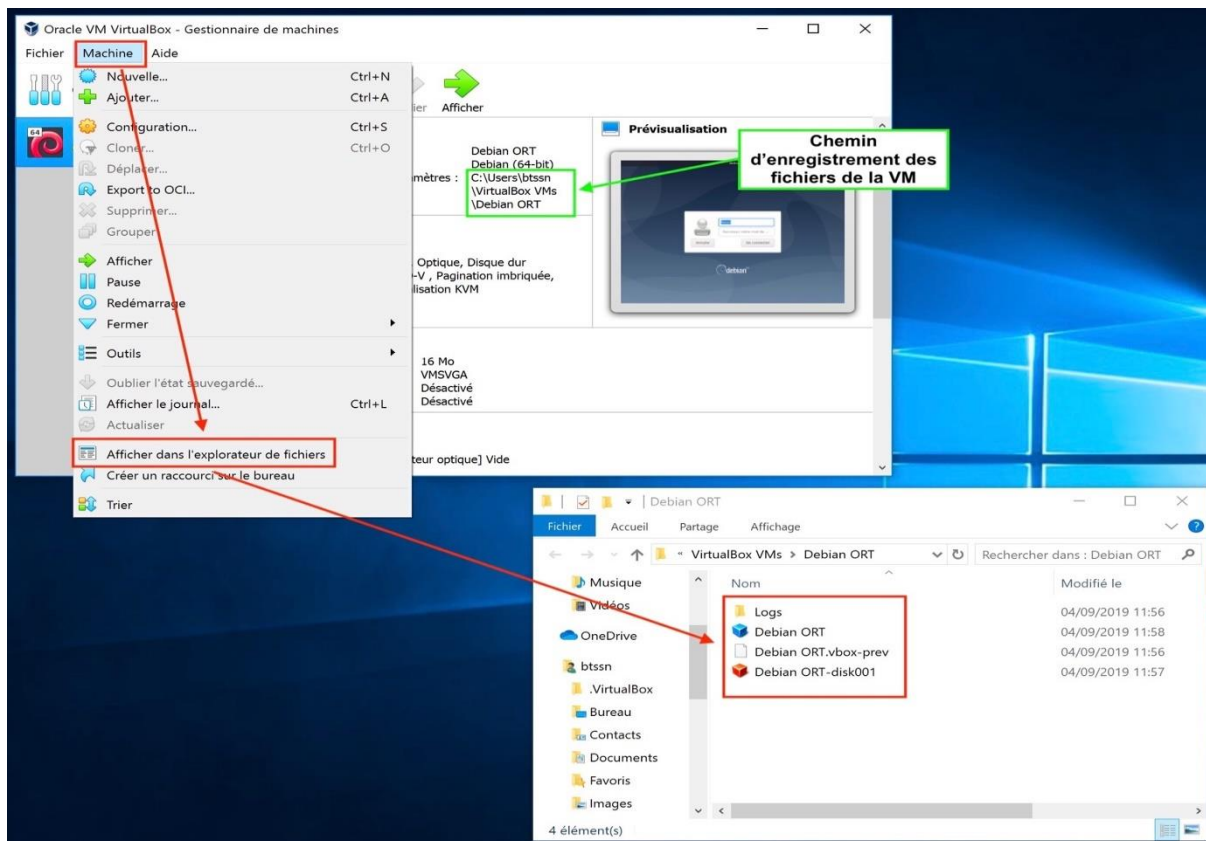 Oracle VM VirtualBox - Gestionnaire de machines
Fichier Machine Aide
Nouvelle... Ctrl+N
Ajouter... Ctrl+A
Configuration... Ctrl+S
Cloner... Ctrl+O
Déplacer...
Export to OCI...
Supprimer...
Grouper
Afficher
Pause
Redémarrage
Fermer
Outils
Oublier l'état sauvegardé...
Afficher le journal... Ctrl+L
Actualiser
Afficher dans l'explorateur de fichiers
Créer un raccourci sur le bureau
Trier
64
ier Afficher
Debian ORT
Debian (64-bit)
mètres : C:\Users\btssn
\VirtualBox VMs
\Debian ORT
Optique, Disque dur
-V , Pagination imbriquée,
lisation KVM
16 Mo
VMSVGA
Désactivé
Désactivé
teur optique] Vide
Prévisualisation
debian
Chemin
d'enregistrement des
fichiers de la VM
Debian ORT
Fichier Accueil Partage Affichage
« VirtualBox VMs > Debian ORT Rechercher dans : Debian ORT
Musique
Vidéos
OneDrive
btssn
.VirtualBox
Bureau
Contacts
Documents
Favoris
Images
Nom Modifié le
Logs 04/09/2019 11:56
Debian ORT 04/09/2019 11:58
Debian ORT.vbox-prev 04/09/2019 11:56
Debian ORT-disk001 04/09/2019 11:57
4 élément(s)